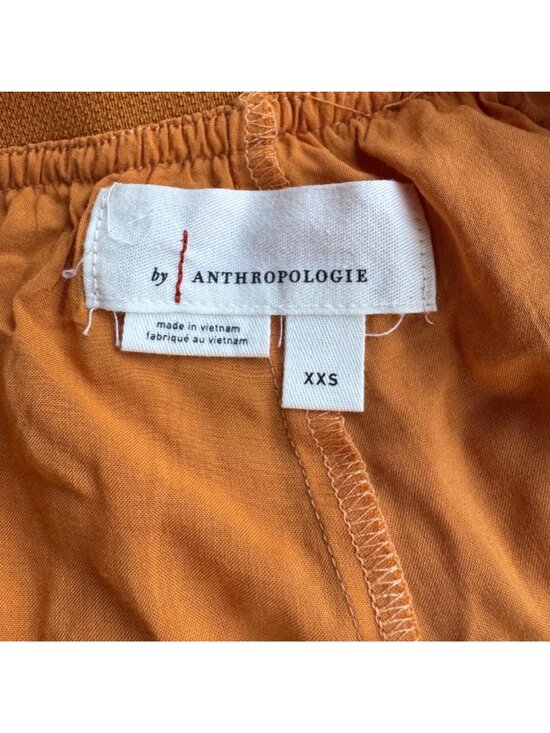 by ANTHROPOLOGIE
made in vietnam
fabriqué au vietnam
XXS